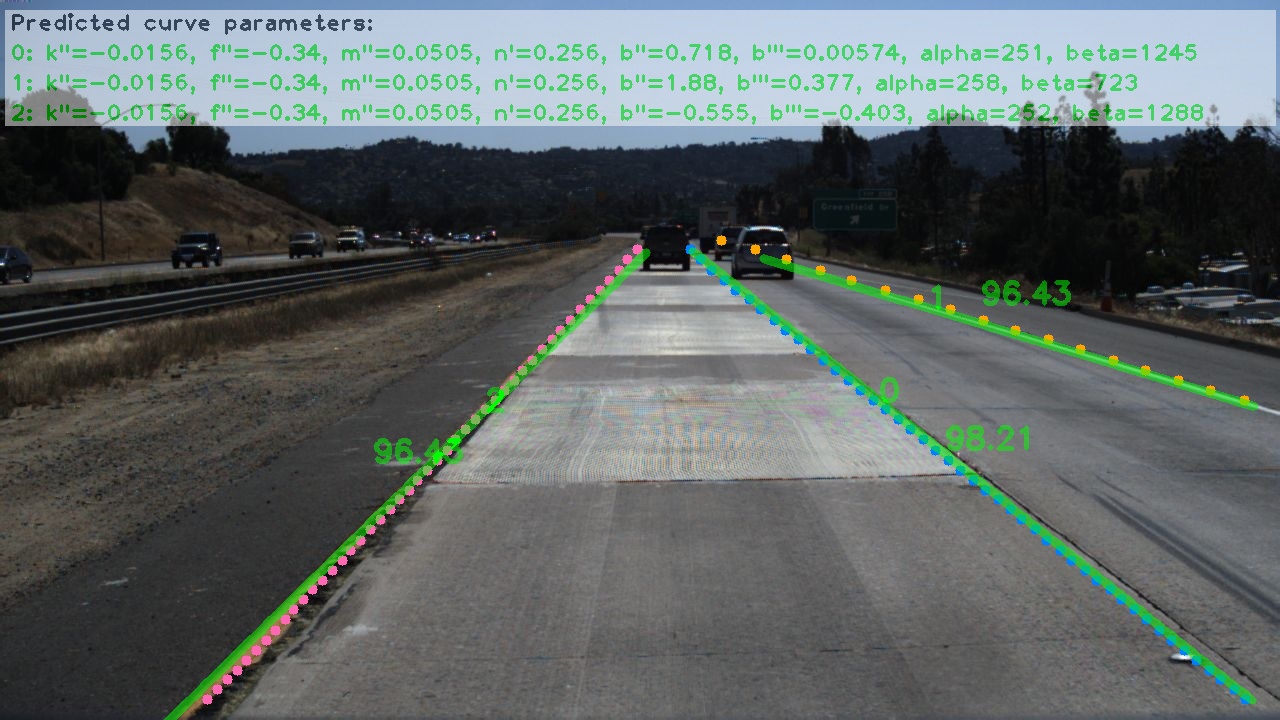 Predicted curve parameters:
0: k''=-0.0156, f''=-0.34, m''=0.0505, n'=0.256, b''=0.718, b'''=0.00574, alpha=251, beta=1245
1: k''=-0.0156, f''=-0.34, m''=0.0505, n'=0.256, b''=1.88, b'''=0.377, alpha=258, beta=723
2: k''=-0.0156, f''=-0.34, m''=0.0505, n'=0.256, b''=-0.555, b'''=-0.403, alpha=252, beta=1288
Greenfield Dr
1 96.43
2 0
96.43 98.21